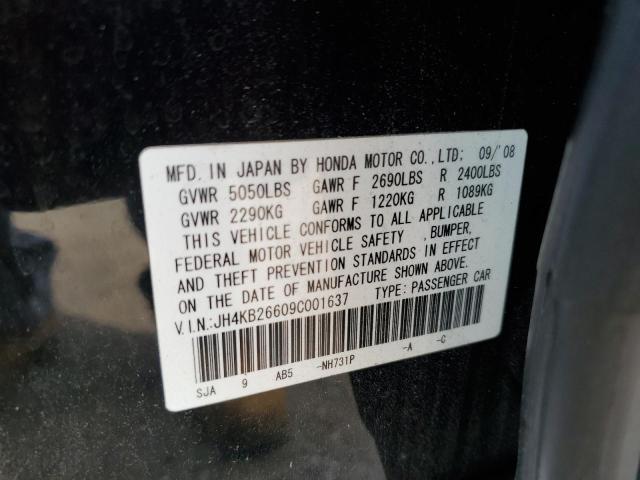 MFD. IN JAPAN BY HONDA MOTOR CO.,LTD: 09/'08
GVWR 5050LBS GAWR F 2690LBS R 2400LBS
GVWR 2290KG GAWR F 1220KG R 1089KG
THIS VEHICLE CONFORMS TO ALL APPLICABLE
FEDERAL MOTOR VEHICLE SAFETY ,BUMPER,
AND THEFT PREVENTION STANDARDS IN EFFECT
ON THE DATE OF MANUFACTURE SHOWN ABOVE.
V.I.N:JH4KB26609C001637 TYPE: PASSENGER CAR
SJA 9 AB5 -NH731P -A -C